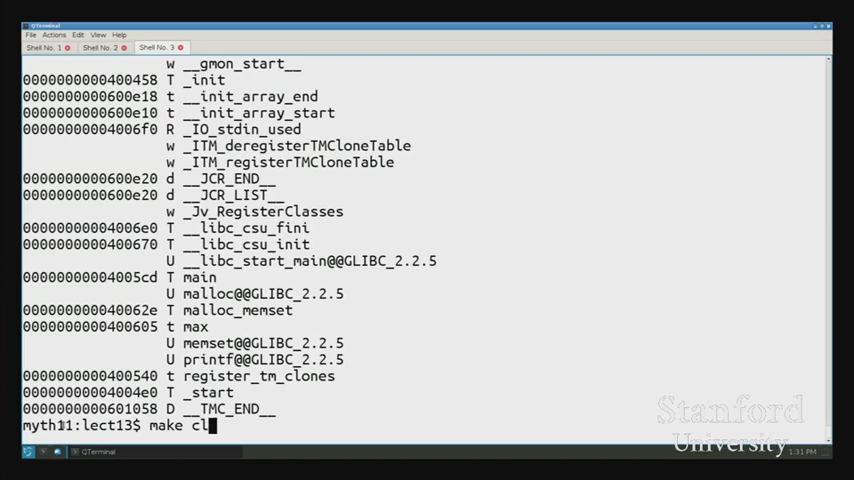 QTerminal
File Actions Edit View Help
Shell No. 1 Shell No. 2 Shell No. 3
w __gmon_start__
0000000000400458 T _init
0000000000600e18 t __init_array_end
0000000000600e10 t __init_array_start
00000000004006f0 R _IO_stdin_used
w _ITM_deregisterTMCloneTable
w _ITM_registerTMCloneTable
0000000000600e20 d __JCR_END__
0000000000600e20 d __JCR_LIST__
w _Jv_RegisterClasses
00000000004006e0 T __libc_csu_fini
0000000000400670 T __libc_csu_init
U __libc_start_main@@GLIBC_2.2.5
00000000004005cd T main
U malloc@@GLIBC_2.2.5
000000000040062e T malloc_memset
0000000000400605 t max
U memset@@GLIBC_2.2.5
U printf@@GLIBC_2.2.5
0000000000400540 t register_tm_clones
00000000004004e0 T _start
0000000000601058 D __TMC_END__
myth11:lect13$ make cl
Stanford
University
QTerminal
1:31 PM